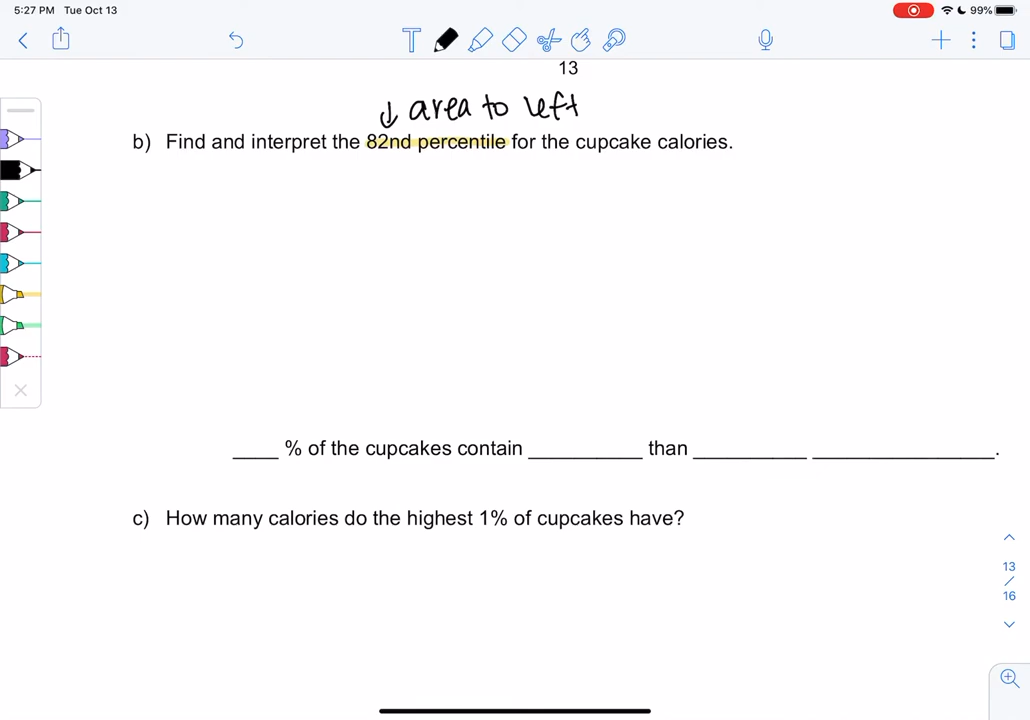 5:27 PM Tue Oct 13
99%
13
↓ area to left
b) Find and interpret the 82nd percentile for the cupcake calories.
____ % of the cupcakes contain __________ than __________ ________________.
c) How many calories do the highest 1% of cupcakes have?
13
/
16